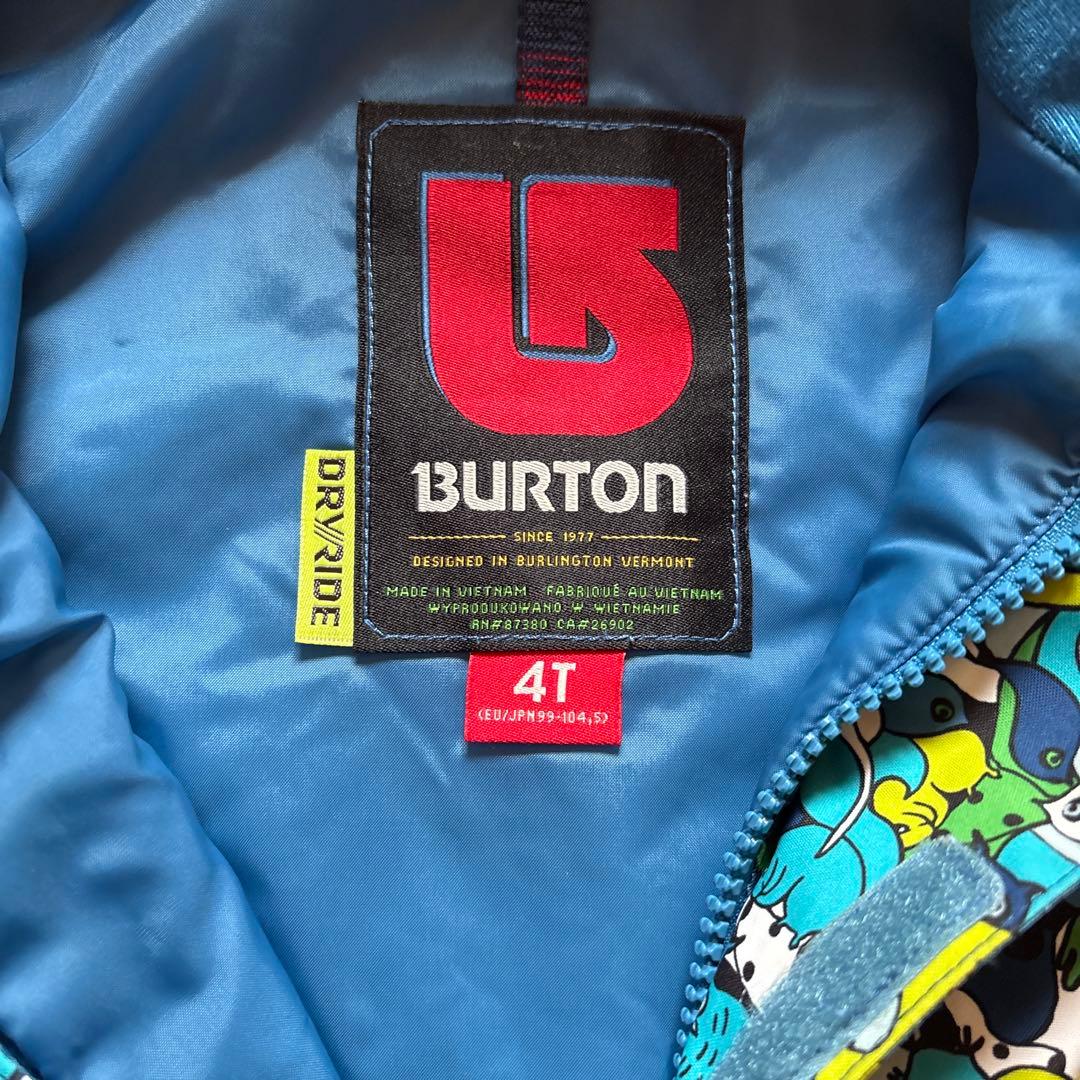 BURTON
SINCE 1977
DESIGNED IN BURLINGTON VERMONT
MADE IN VIETNAM FABRIQUÉ AU VIETNAM
WYPRODUKOWANO W WIETNAMIE
RN#87380 CA#26902
DRY//RIDE
4T
(EU/JPN99-104,5)